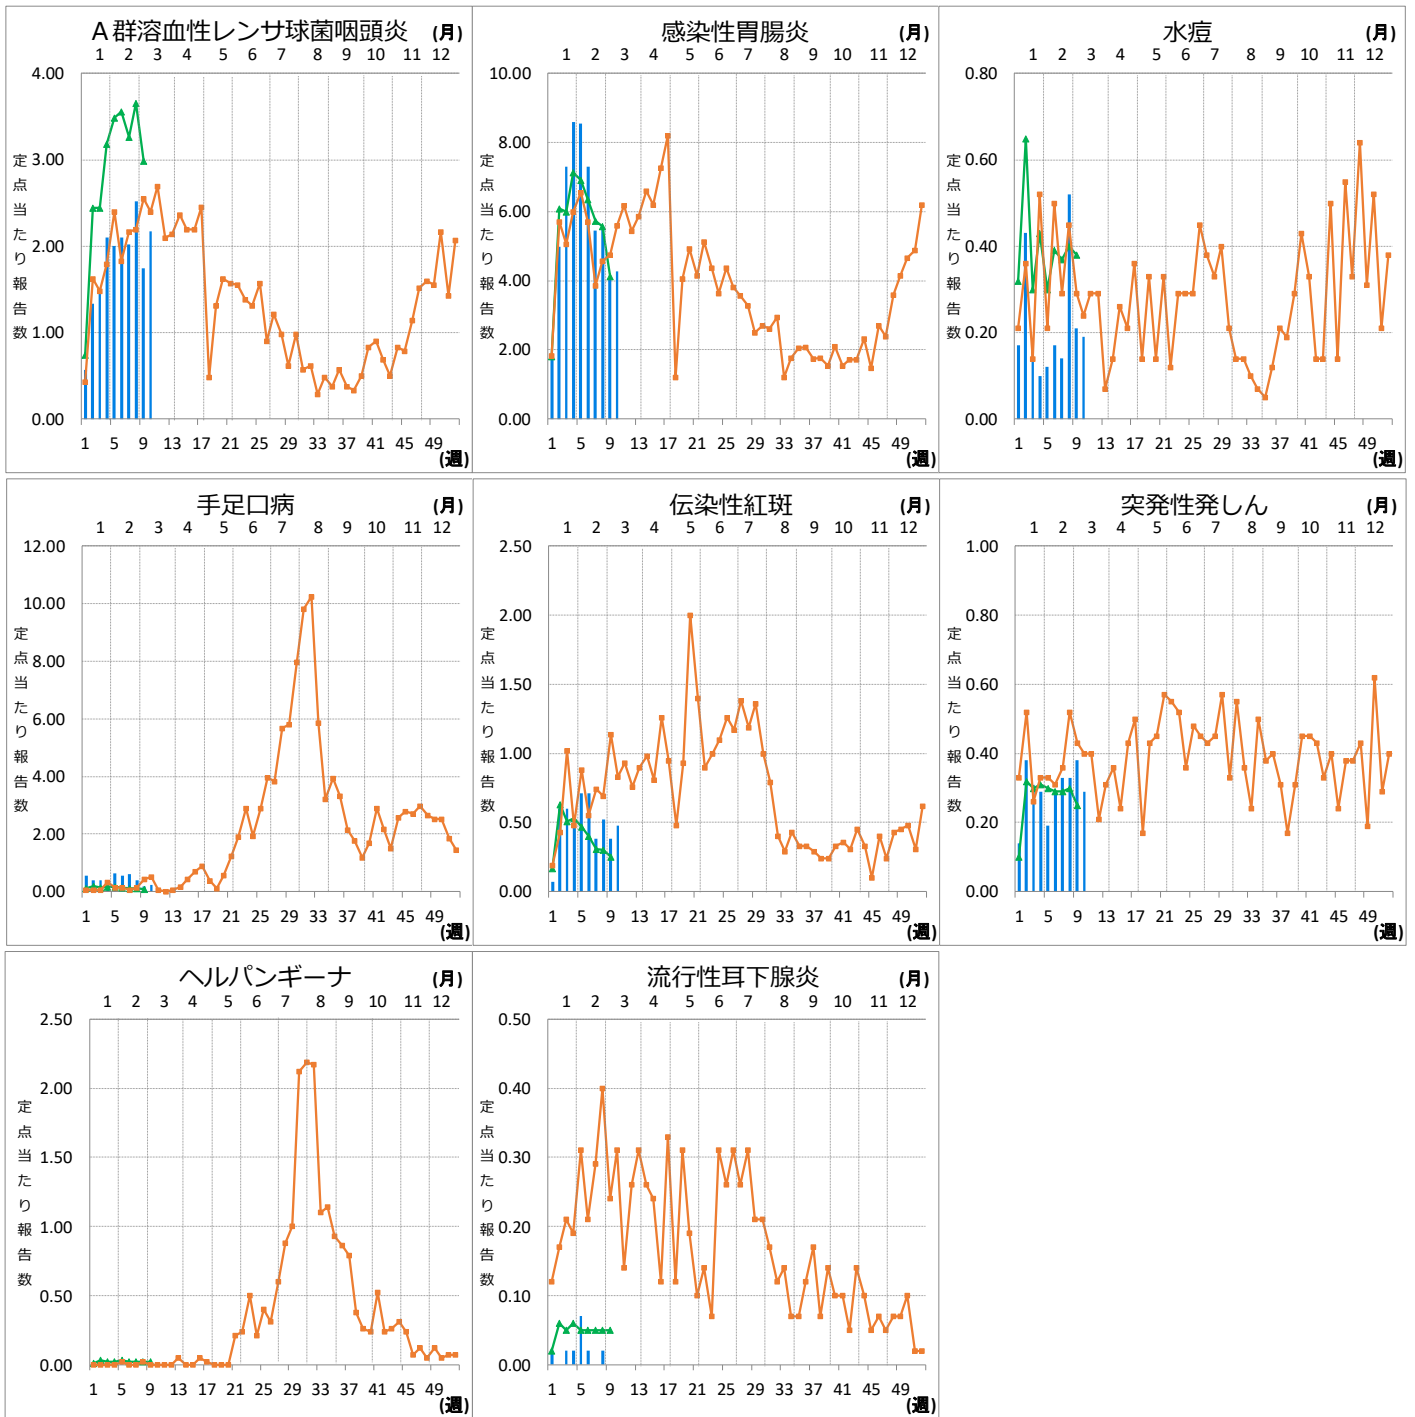 A群溶血性レンサ球菌咽頭炎 (月)
1 2 3 4 5 6 7 8 9 10 11 12
4.00
3.00
2.00
1.00
0.00
定点当たり報告数
1 5 9 13 17 21 25 29 33 37 41 45 49
(週)
感染性胃腸炎 (月)
1 2 3 4 5 6 7 8 9 10 11 12
10.00
8.00
6.00
4.00
2.00
0.00
定点当たり報告数
1 5 9 13 17 21 25 29 33 37 41 45 49
(週)
水痘 (月)
1 2 3 4 5 6 7 8 9 10 11 12
0.80
0.60
0.40
0.20
0.00
定点当たり報告数
1 5 9 13 17 21 25 29 33 37 41 45 49
(週)
手足口病 (月)
1 2 3 4 5 6 7 8 9 10 11 12
12.00
10.00
8.00
6.00
4.00
2.00
0.00
定点当たり報告数
1 5 9 13 17 21 25 29 33 37 41 45 49
(週)
伝染性紅斑 (月)
1 2 3 4 5 6 7 8 9 10 11 12
2.50
2.00
1.50
1.00
0.50
0.00
定点当たり報告数
1 5 9 13 17 21 25 29 33 37 41 45 49
(週)
突発性発しん (月)
1 2 3 4 5 6 7 8 9 10 11 12
1.00
0.80
0.60
0.40
0.20
0.00
定点当たり報告数
1 5 9 13 17 21 25 29 33 37 41 45 49
(週)
ヘルパンギーナ (月)
1 2 3 4 5 6 7 8 9 10 11 12
2.50
2.00
1.50
1.00
0.50
0.00
定点当たり報告数
1 5 9 13 17 21 25 29 33 37 41 45 49
(週)
流行性耳下腺炎 (月)
1 2 3 4 5 6 7 8 9 10 11 12
0.50
0.40
0.30
0.20
0.10
0.00
定点当たり報告数
1 5 9 13 17 21 25 29 33 37 41 45 49
(週)